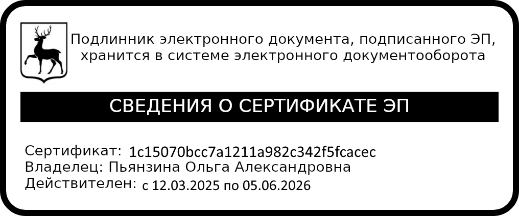 Подлинник электронного документа, подписанного ЭП,
хранится в системе электронного документооборота
СВЕДЕНИЯ О СЕРТИФИКАТЕ ЭП
Сертификат: 1c15070bcc7a1211a982c342f5fcacec
Владелец: Пьянзина Ольга Александровна
Действителен: с 12.03.2025 по 05.06.2026